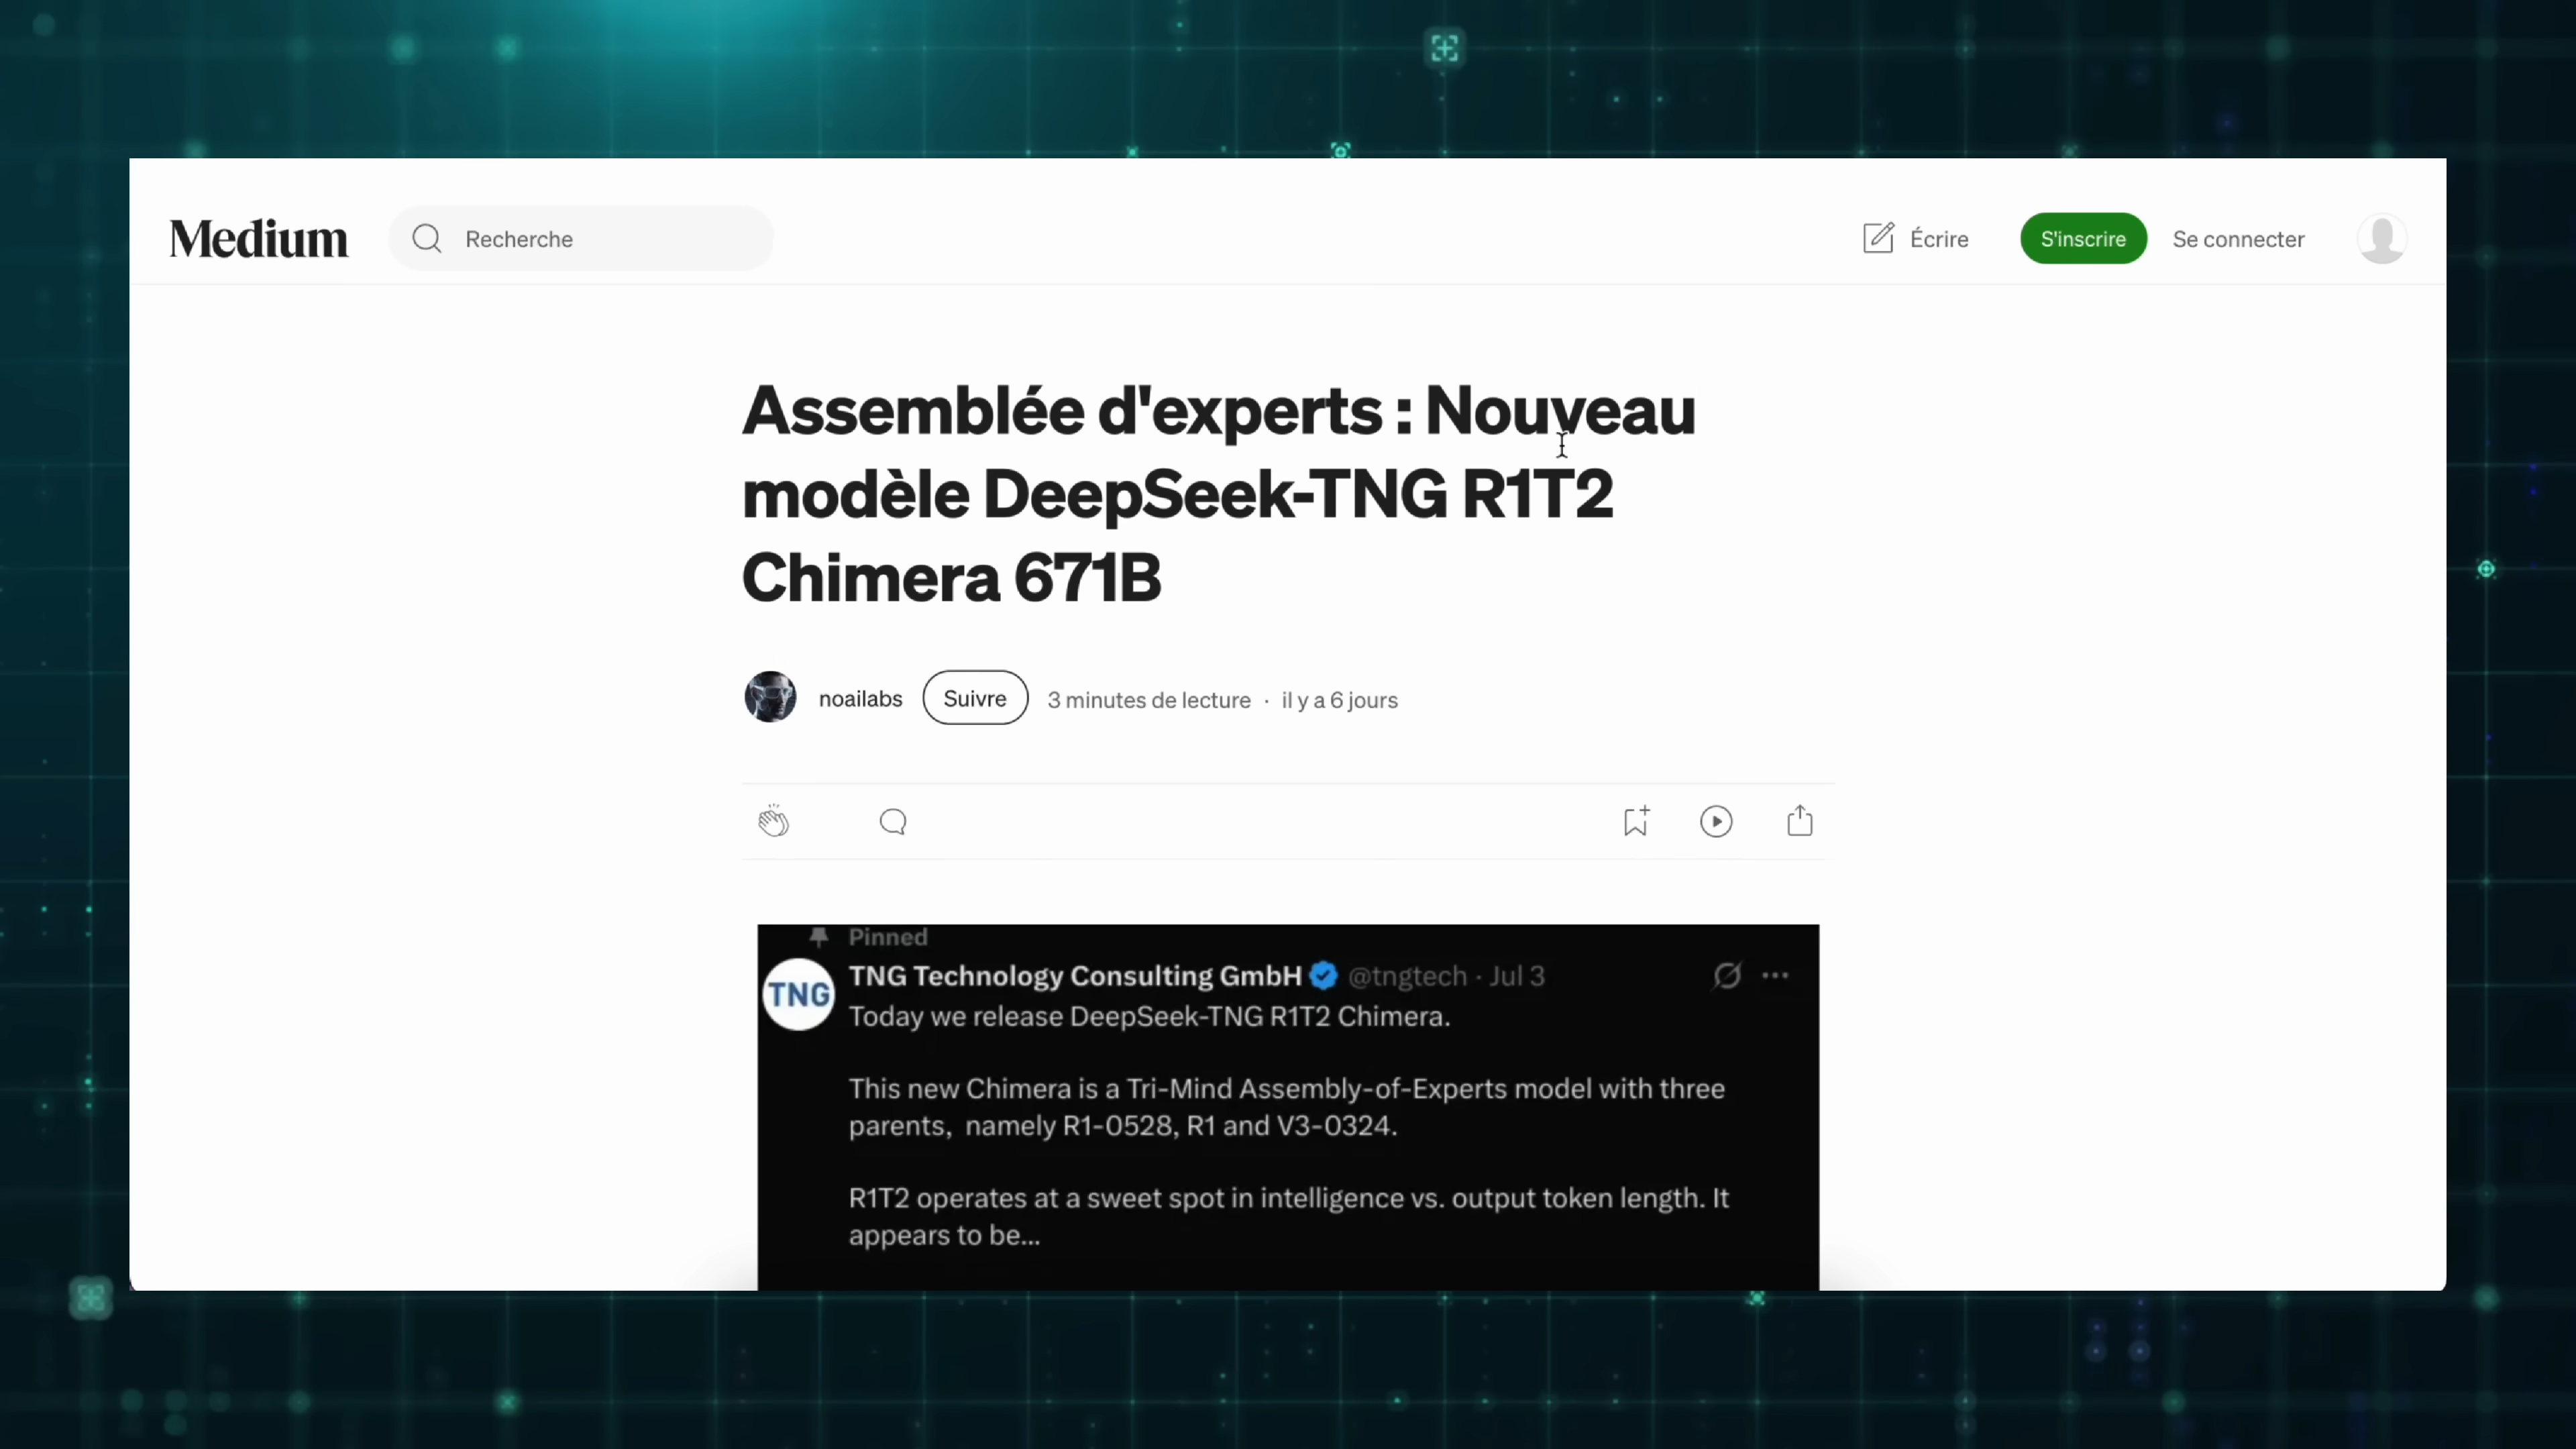 Medium
Recherche
Écrire
S'inscrire
Se connecter
Assemblée d'experts : Nouveau
modèle DeepSeek-TNG R1T2
Chimera 671B
noailabs
Suivre
3 minutes de lecture · il y a 6 jours
Pinned
TNG
TNG Technology Consulting GmbH @tngtech · Jul 3
Today we release DeepSeek-TNG R1T2 Chimera.
This new Chimera is a Tri-Mind Assembly-of-Experts model with three
parents, namely R1-0528, R1 and V3-0324.
R1T2 operates at a sweet spot in intelligence vs. output token length. It
appears to be...